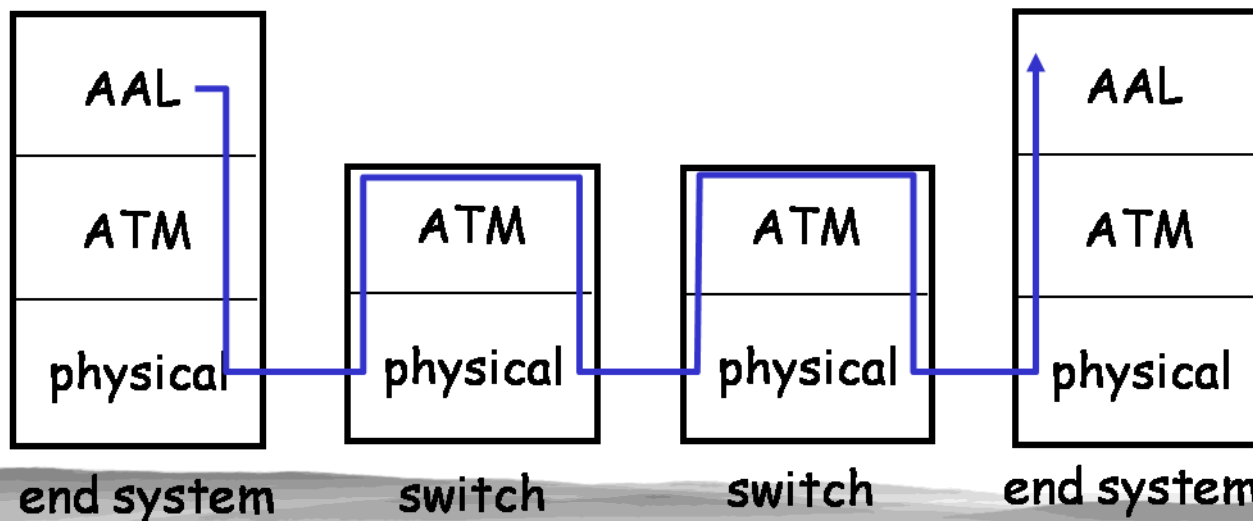 AAL
ATM
physical
end system
ATM
physical
switch
ATM
physical
switch
AAL
ATM
physical
end system